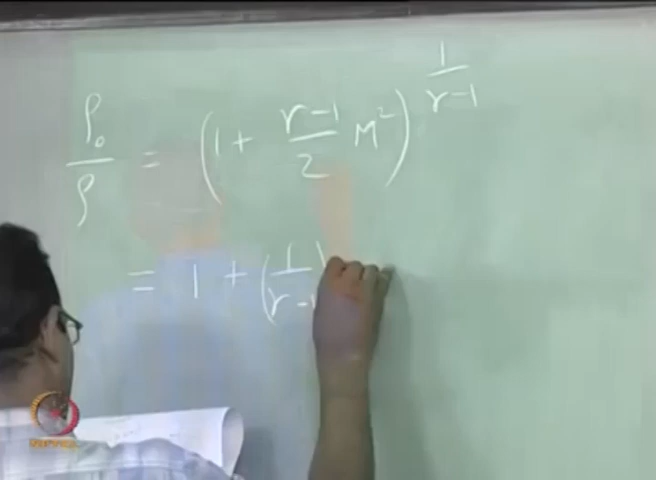 ρ₀/ρ = (1 + (γ−1)/2 M²)^(1/(γ−1))
= 1 + (1/(γ−1)